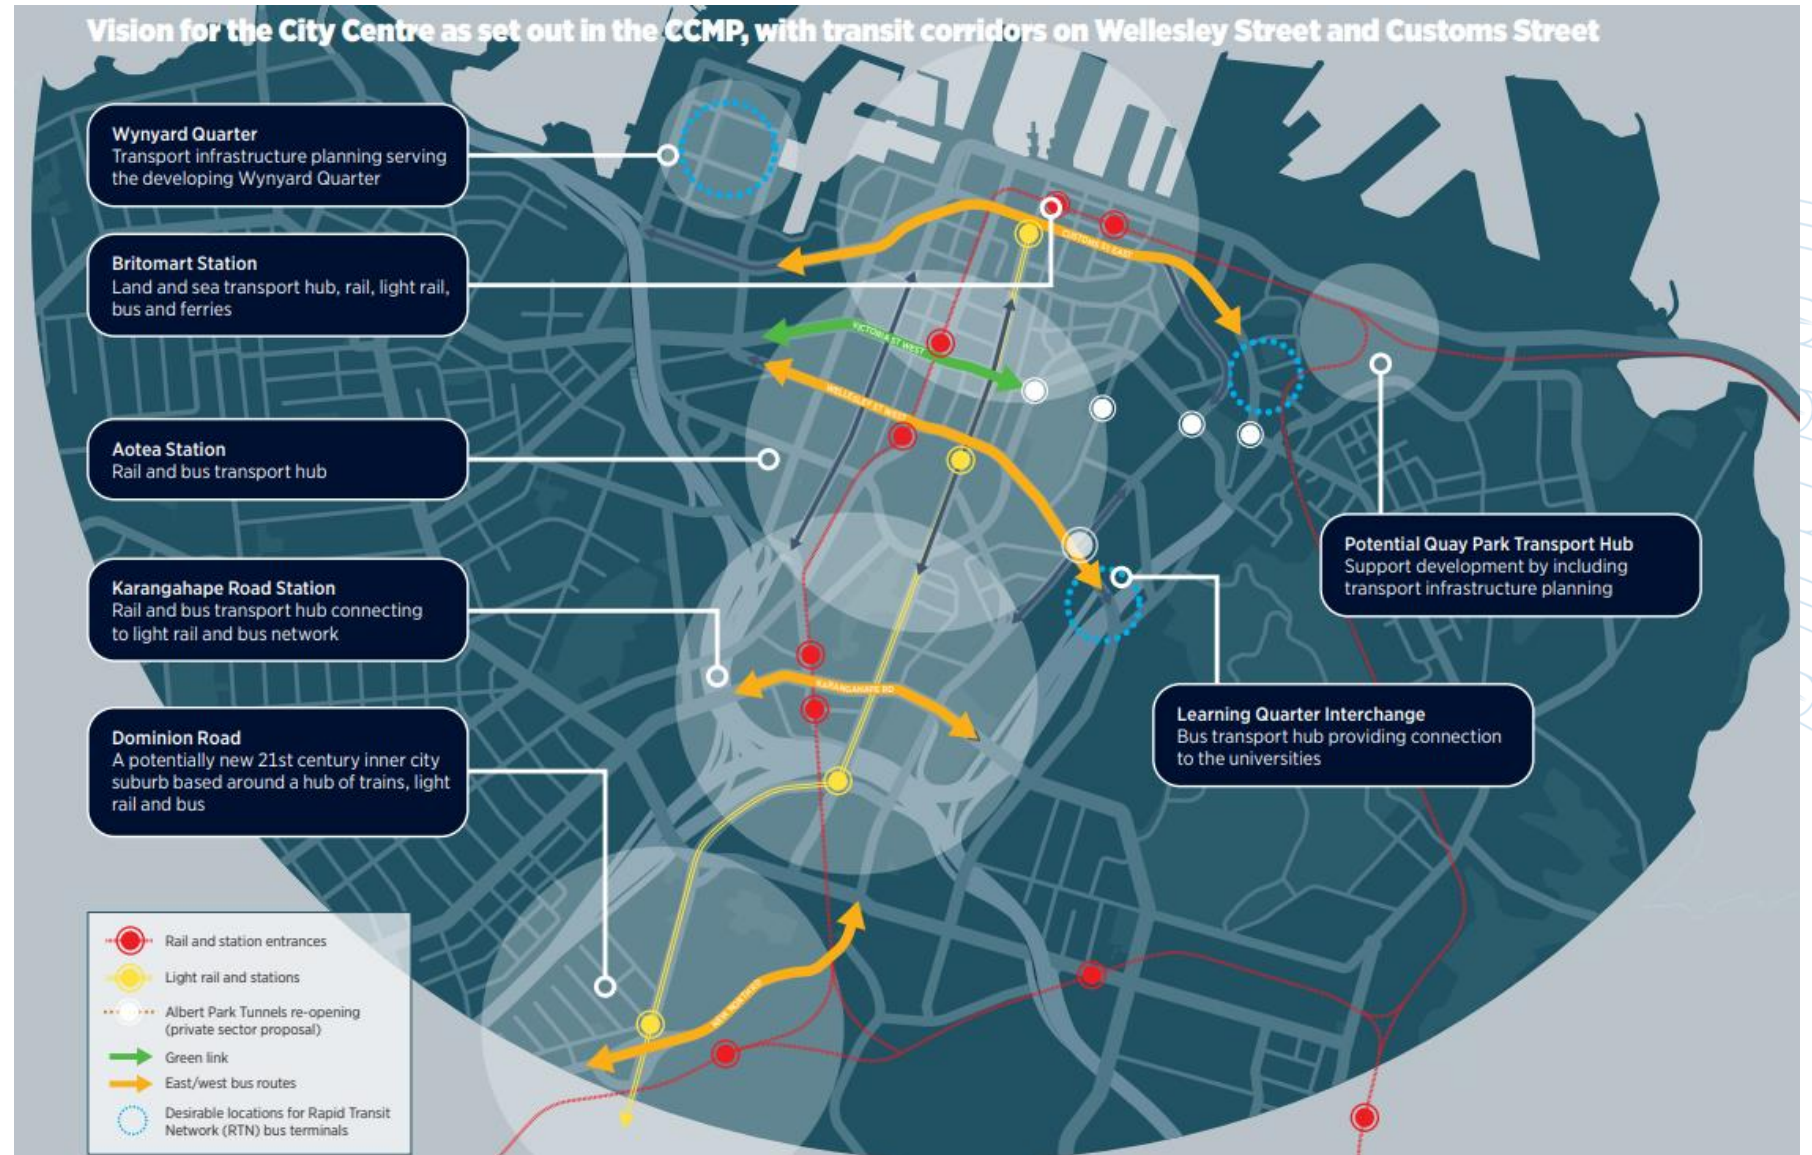 Vision for the City Centre as set out in the CCMP, with transit corridors on Wellesley Street and Customs Street
Wynyard Quarter
Transport infrastructure planning serving
the developing Wynyard Quarter
Britomart Station
Land and sea transport hub, rail, light rail,
bus and ferries
CUSTOMS ST EAST
VICTORIA ST WEST
WELLESLEY ST WEST
Aotea Station
Rail and bus transport hub
Potential Quay Park Transport Hub
Support development by including
transport infrastructure planning
Karangahape Road Station
Rail and bus transport hub connecting
to light rail and bus network
KARANGAHAPE RD
Learning Quarter Interchange
Bus transport hub providing connection
to the universities
Dominion Road
A potentially new 21st century inner city
suburb based around a hub of trains, light
rail and bus
NEW NORTH RD
Rail and station entrances
Light rail and stations
Albert Park Tunnels re-opening
(private sector proposal)
Green link
East/west bus routes
Desirable locations for Rapid Transit
Network (RTN) bus terminals